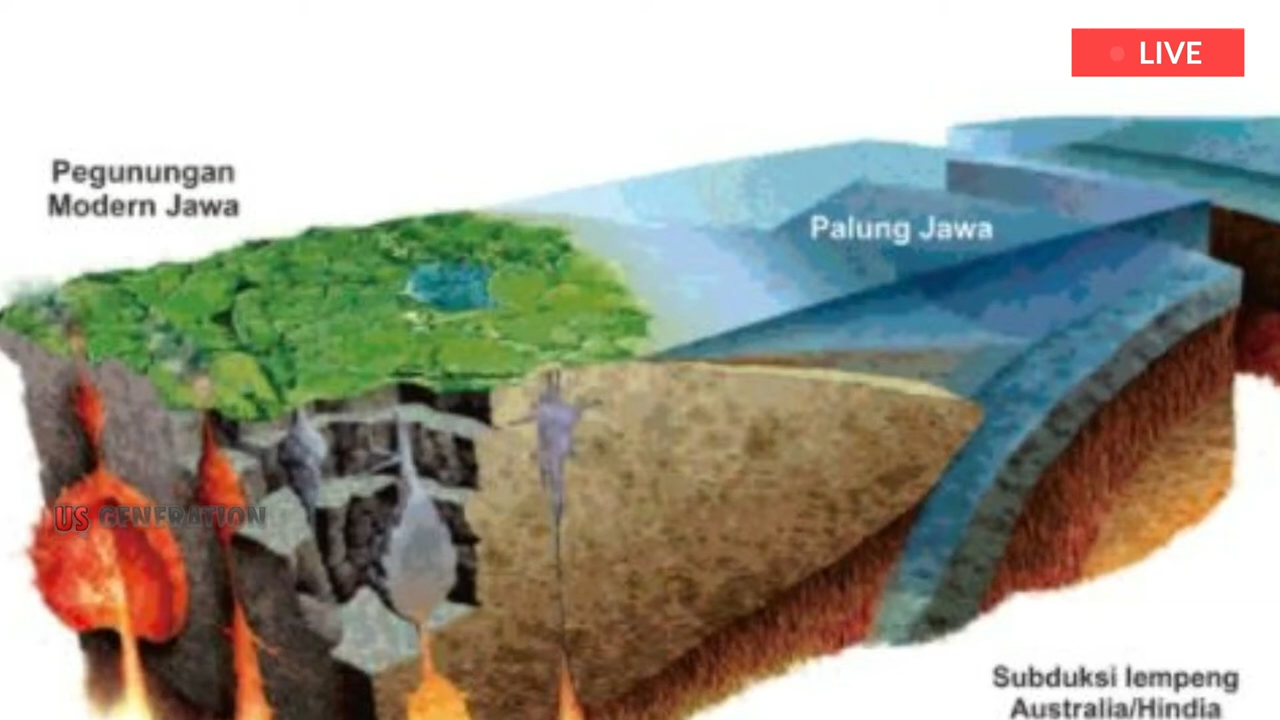 LIVE
Pegunungan
Modern Jawa
Palung Jawa
US GENERATION
Subduksi lempeng
Australia/Hindia